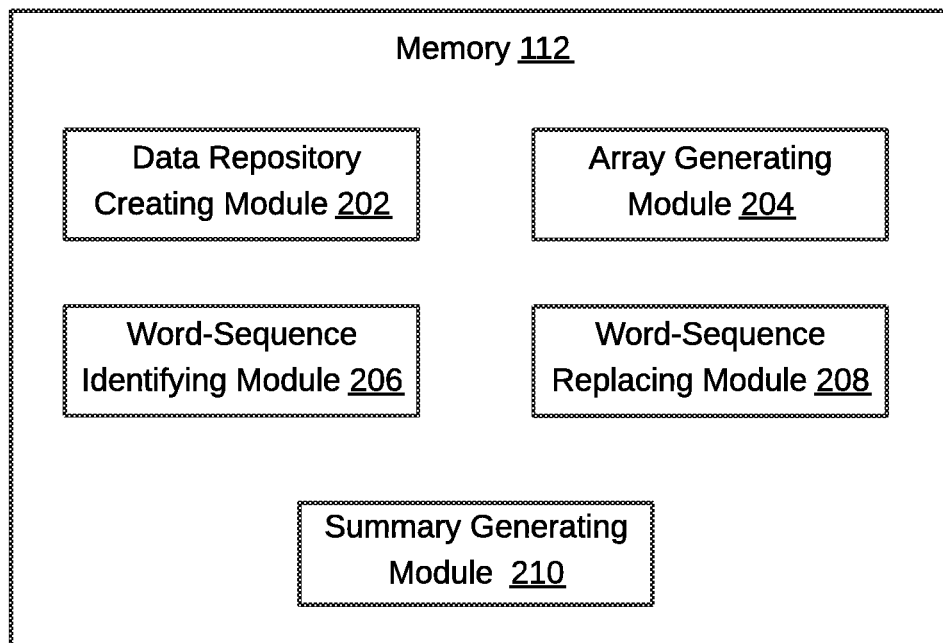 Memory 112
Data Repository
Creating Module 202
Array Generating
Module 204
Word-Sequence
Identifying Module 206
Word-Sequence
Replacing Module 208
Summary Generating
Module 210